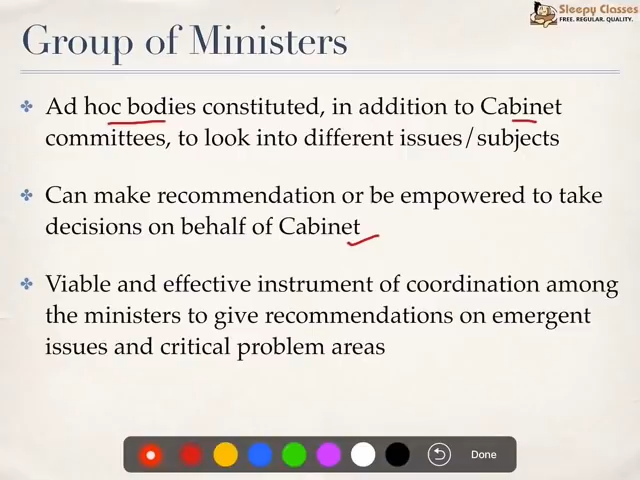 Sleepy Classes
FREE. REGULAR. QUALITY.
Group of Ministers
Ad hoc bodies constituted, in addition to Cabinet
committees, to look into different issues/subjects
Can make recommendation or be empowered to take
decisions on behalf of Cabinet
Viable and effective instrument of coordination among
the ministers to give recommendations on emergent
issues and critical problem areas
Done